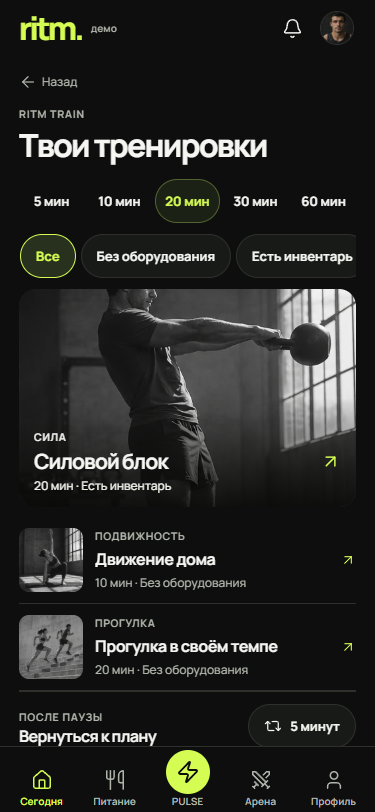 ritm. демо
Назад
RITM TRAIN
Твои тренировки
5 мин 10 мин 20 мин 30 мин 60 мин
Все Без оборудования Есть инвентарь
СИЛА
Силовой блок
20 мин · Есть инвентарь
ПОДВИЖНОСТЬ
Движение дома
10 мин · Без оборудования
ПРОГУЛКА
Прогулка в своём темпе
20 мин · Без оборудования
ПОСЛЕ ПАУЗЫ
Вернуться к плану
5 минут
Сегодня Питание PULSE Арена Профиль